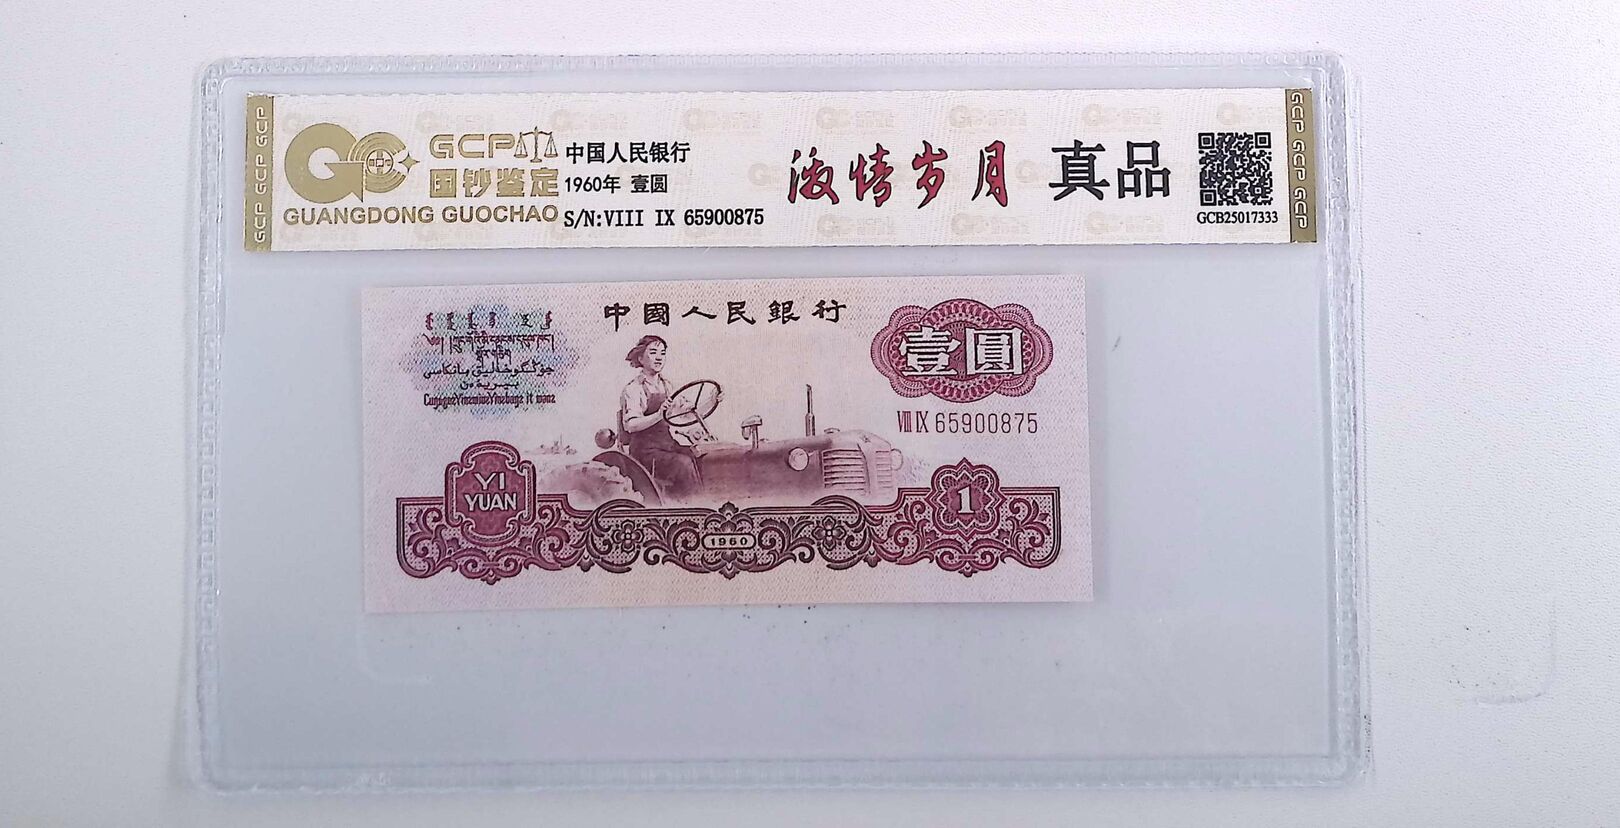 GCP GCP GCP
GCP
国钞鉴定
GUANGDONG GUOCHAO
中国人民银行
1960年 壹圆
S/N:VIII IX 65900875
激情岁月
真品
GCB25017333
GCP GCP GCP
中國人民銀行
壹圓
VIII IX 65900875
YI
YUAN
1960
1